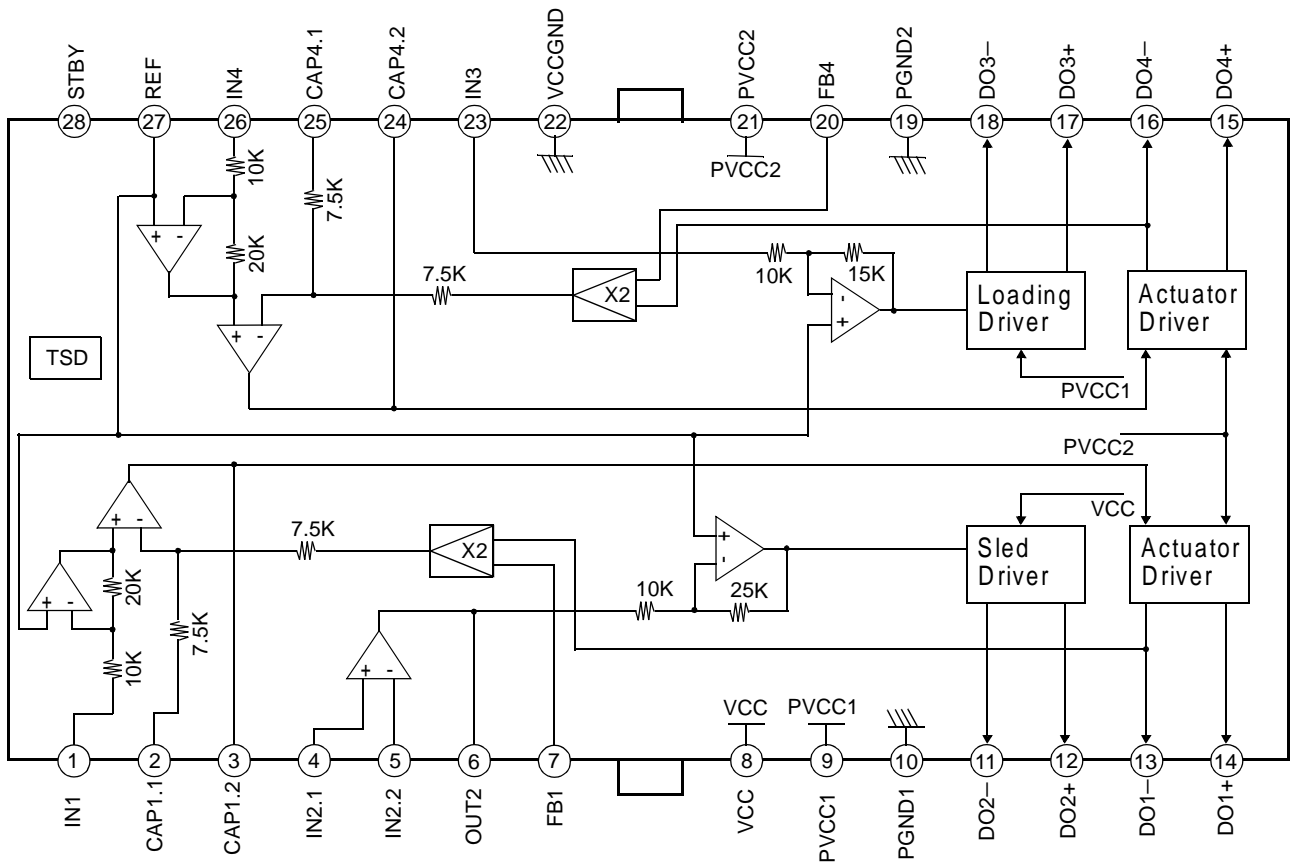 STBY
REF
IN4
CAP4.1
CAP4.2
IN3
VCCGND
PVCC2
FB4
PGND2
DO3–
DO3+
DO4–
DO4+
28
27
26
25
24
23
22
21
20
19
18
17
16
15
PVCC2
10K
7.5K
20K
+ -
7.5K
X2
10K
15K
-
+
+ -
Loading
Driver
Actuator
Driver
TSD
PVCC1
PVCC2
VCC
+ -
7.5K
X2
+
-
Sled
Driver
Actuator
Driver
20K
+ -
10K
25K
7.5K
10K
+ -
VCC
PVCC1
1
2
3
4
5
6
7
8
9
10
11
12
13
14
IN1
CAP1.1
CAP1.2
IN2.1
IN2.2
OUT2
FB1
VCC
PVCC1
PGND1
DO2–
DO2+
DO1–
DO1+